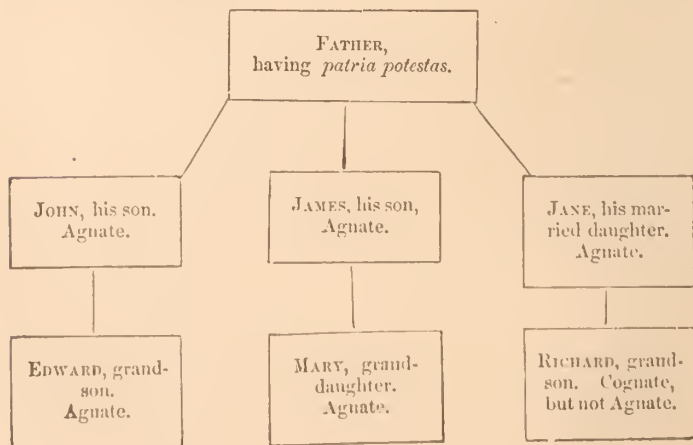 FATHER,
having patria potestas.
JOHN, his son.
Agnate.
JAMES, his son,
Agnate.
JANE, his mar-
ried daughter.
Agnate.
EDWARD, grand-
son.
Agnate.
MARY, grand-
daughter.
Agnate.
RICHARD, grand-
son. Cognate,
but not Agnate.